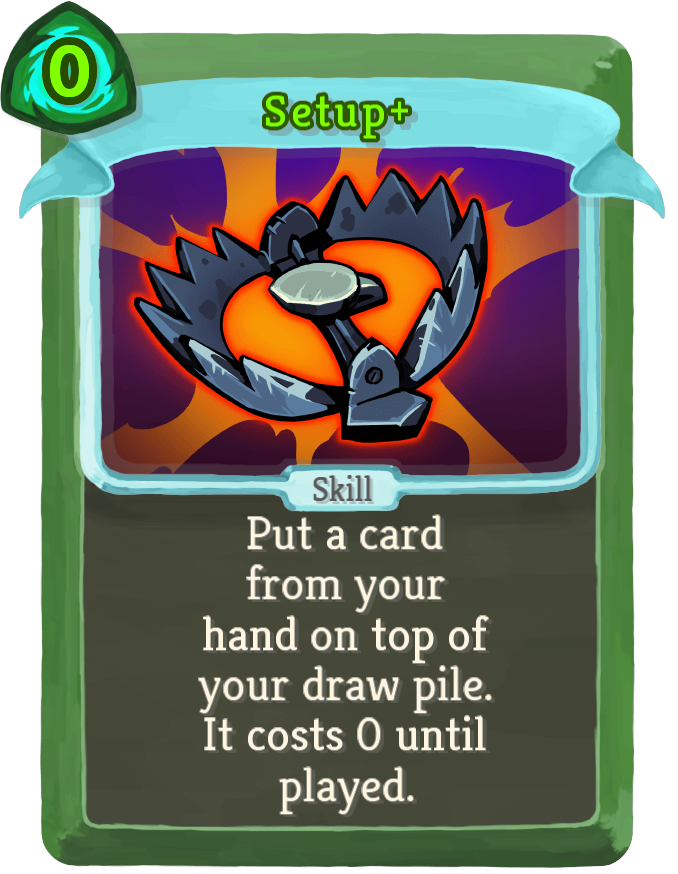 0
Setup+
Skill
Put a card
from your
hand on top of
your draw pile.
It costs 0 until
played.